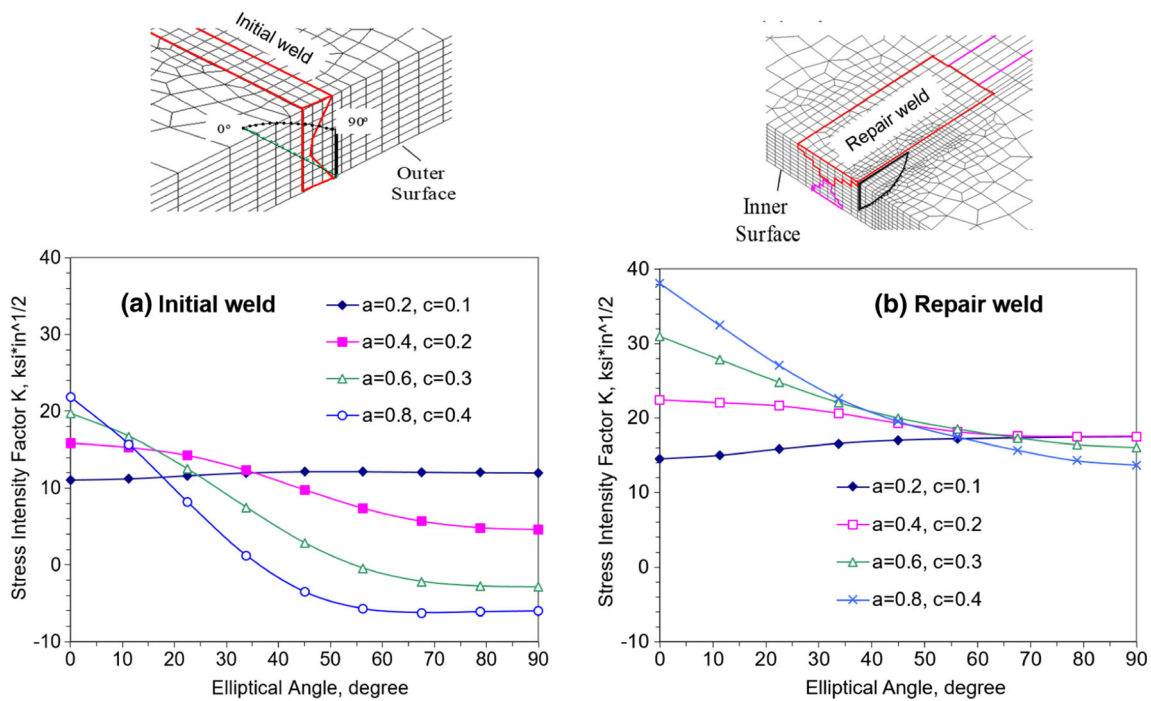 Initial weld
0°
90°
Outer
Surface
Repair weld
Inner
Surface
(a) Initial weld
a=0.2, c=0.1
a=0.4, c=0.2
a=0.6, c=0.3
a=0.8, c=0.4
Stress Intensity Factor K, ksi*in^1/2
40
30
20
10
0
-10
0 10 20 30 40 50 60 70 80 90
Elliptical Angle, degree
(b) Repair weld
a=0.2, c=0.1
a=0.4, c=0.2
a=0.6, c=0.3
a=0.8, c=0.4
Stress Intensity Factor K, ksi*in^1/2
40
30
20
10
0
-10
0 10 20 30 40 50 60 70 80 90
Elliptical Angle, degree